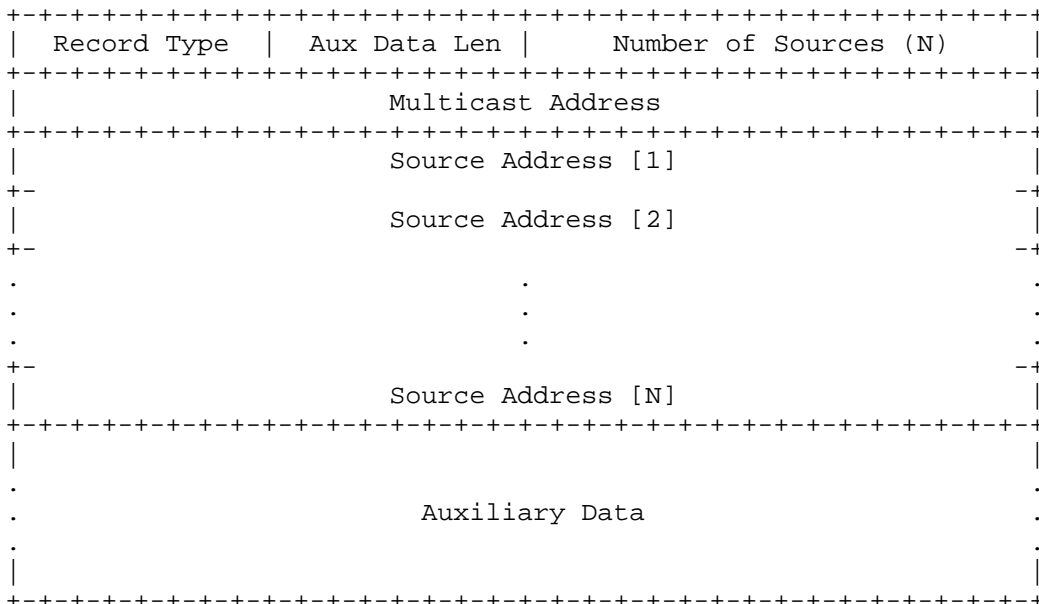 +-+-+-+-+-+-+-+-+-+-+-+-+-+-+-+-+-+-+-+-+-+-+-+-+-+-+-+-+-+-+-+-+
|  Record Type  |  Aux Data Len |     Number of Sources (N)     |
+-+-+-+-+-+-+-+-+-+-+-+-+-+-+-+-+-+-+-+-+-+-+-+-+-+-+-+-+-+-+-+-+
|                       Multicast Address                       |
+-+-+-+-+-+-+-+-+-+-+-+-+-+-+-+-+-+-+-+-+-+-+-+-+-+-+-+-+-+-+-+-+
|                       Source Address [1]                      |
+-                                                             -+
|                       Source Address [2]                      |
+-                                                             -+
.                               .                               .
.                               .                               .
.                               .                               .
+-                                                             -+
|                       Source Address [N]                      |
+-+-+-+-+-+-+-+-+-+-+-+-+-+-+-+-+-+-+-+-+-+-+-+-+-+-+-+-+-+-+-+-+
|                                                               |
.                                                               .
.                         Auxiliary Data                        .
.                                                               .
|                                                               |
+-+-+-+-+-+-+-+-+-+-+-+-+-+-+-+-+-+-+-+-+-+-+-+-+-+-+-+-+-+-+-+-+